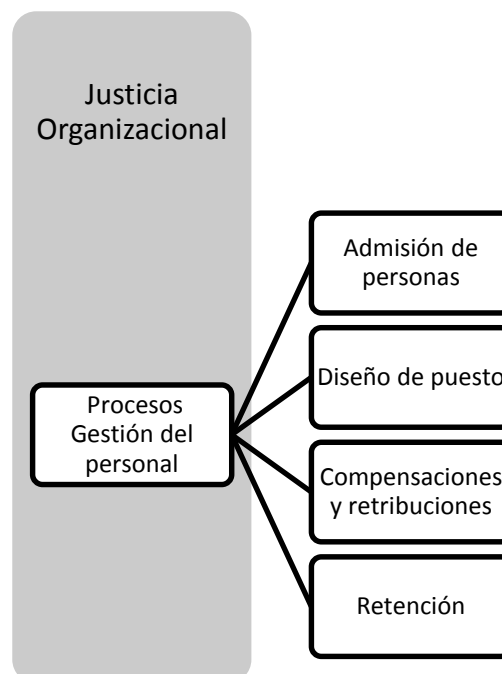 Justicia
Organizacional
Admisión de
personas
Diseño de puesto
Procesos
Gestión del
personal
Compensaciones
y retribuciones
Retención